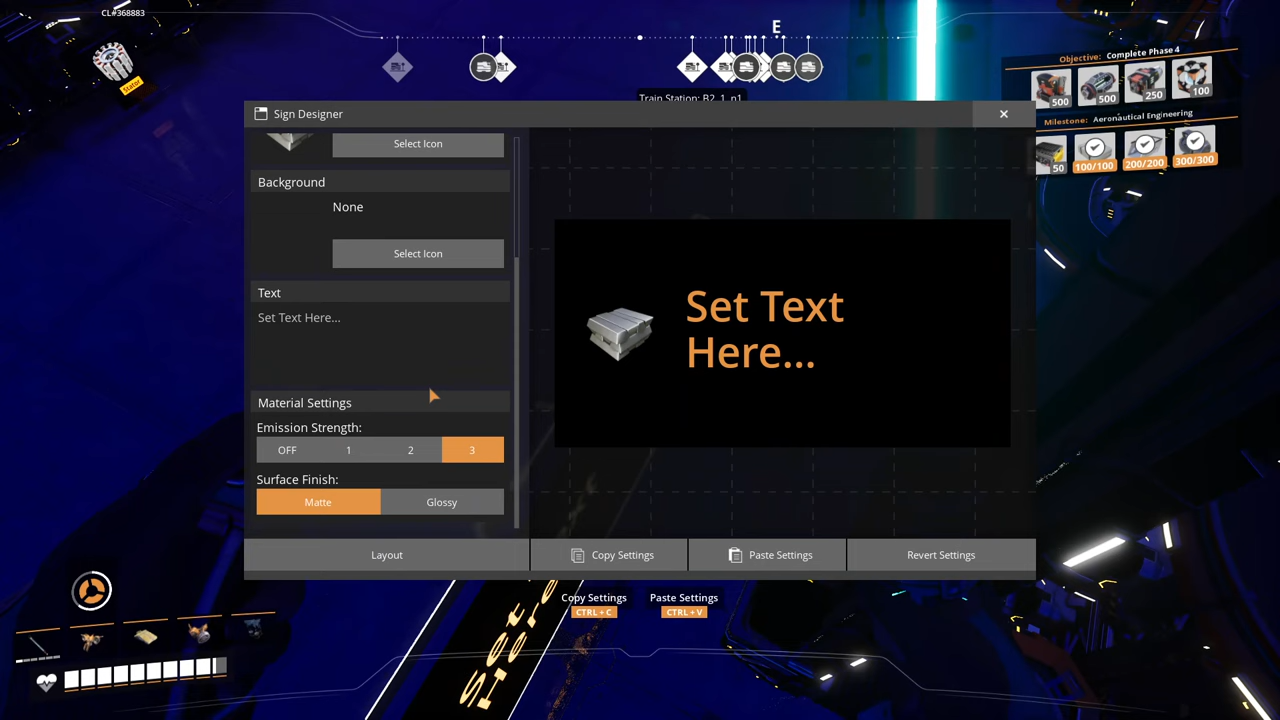 CL#368883
E
Stator
Train Station: B2_1_n1
Objective: Complete Phase 4
500
500
250
100
Milestone: Aeronautical Engineering
50
100/100
200/200
300/300
Sign Designer
Select Icon
Background
None
Select Icon
Text
Set Text Here...
Material Settings
Emission Strength:
OFF 1 2 3
Surface Finish:
Matte Glossy
Set Text
Here...
Layout
Copy Settings
Paste Settings
Revert Settings
Copy Settings
CTRL + C
Paste Settings
CTRL + V
Set
Here